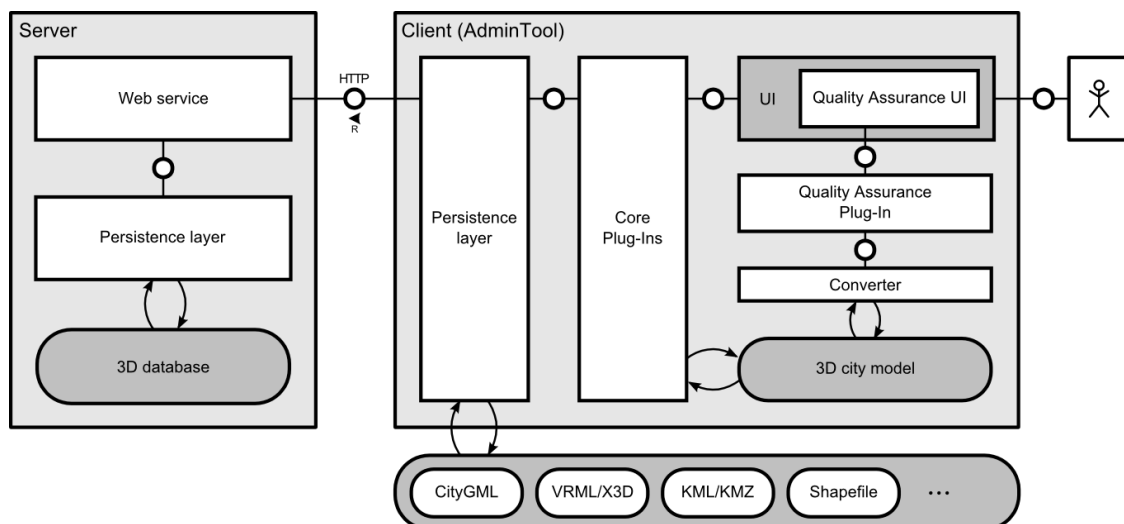 Server
Web service
Persistence layer
3D database
HTTP
R
Client (AdminTool)
Persistence
layer
Core
Plug-Ins
UI
Quality Assurance UI
Quality Assurance
Plug-In
Converter
3D city model
CityGML
VRML/X3D
KML/KMZ
Shapefile
...